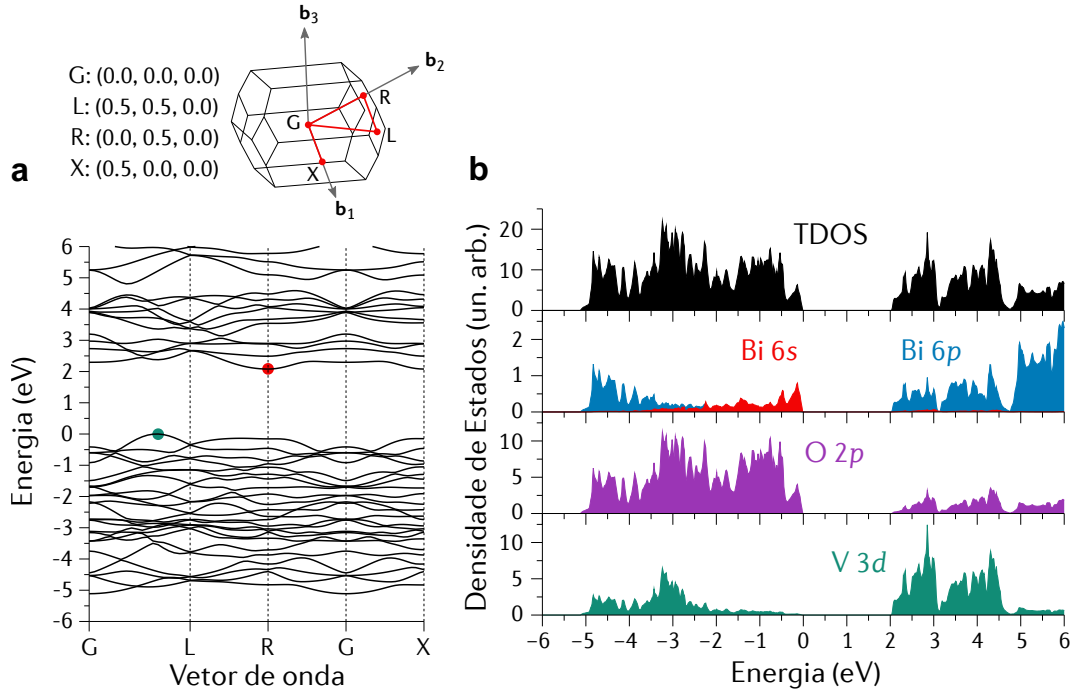 G: (0.0, 0.0, 0.0)
L: (0.5, 0.5, 0.0)
R: (0.0, 0.5, 0.0)
X: (0.5, 0.0, 0.0)
b3
b2
R
G
L
X
b1
a
6
5
4
3
2
1
0
-1
-2
-3
-4
-5
-6
Energia (eV)
G L R G X
Vetor de onda
b
Densidade de Estados (un. arb.)
TDOS
20
10
0
Bi 6s
Bi 6p
2
1
0
O 2p
10
5
0
V 3d
10
5
0
−6 −5 −4 −3 −2 −1 0 1 2 3 4 5 6
Energia (eV)